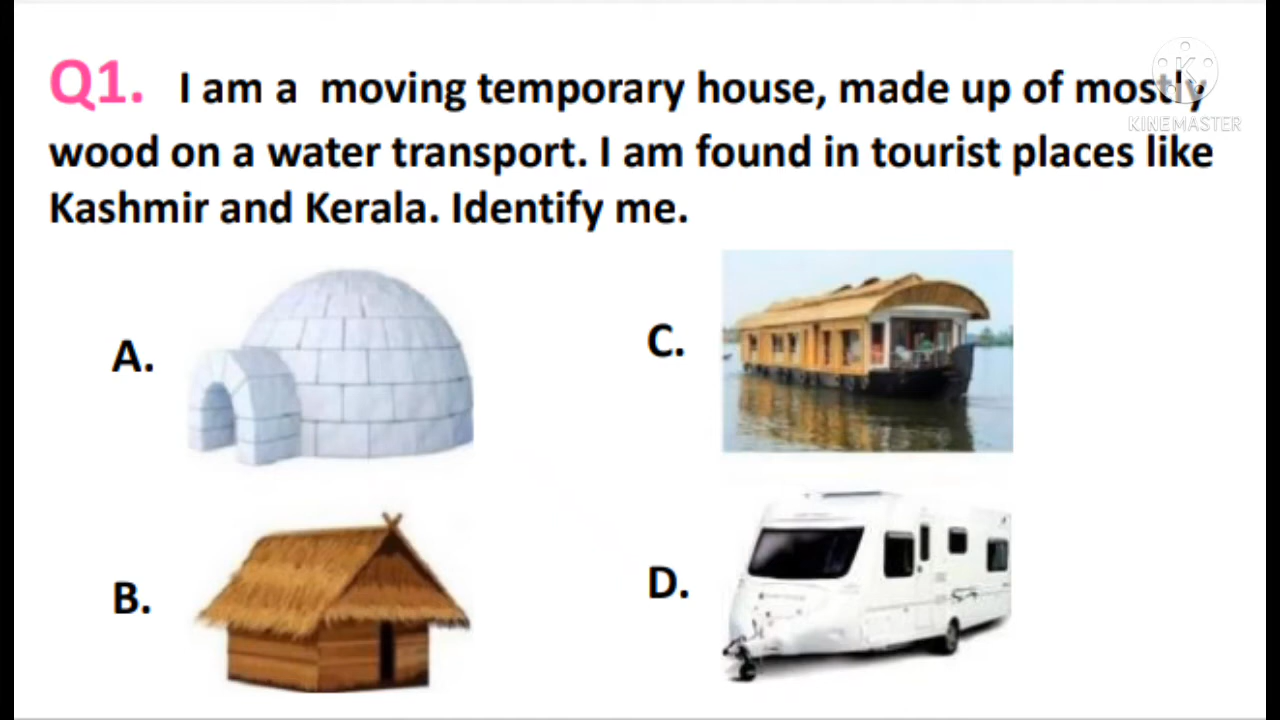 Q1. I am a moving temporary house, made up of mostly
KINEMASTER
wood on a water transport. I am found in tourist places like
Kashmir and Kerala. Identify me.
A.
C.
B.
D.